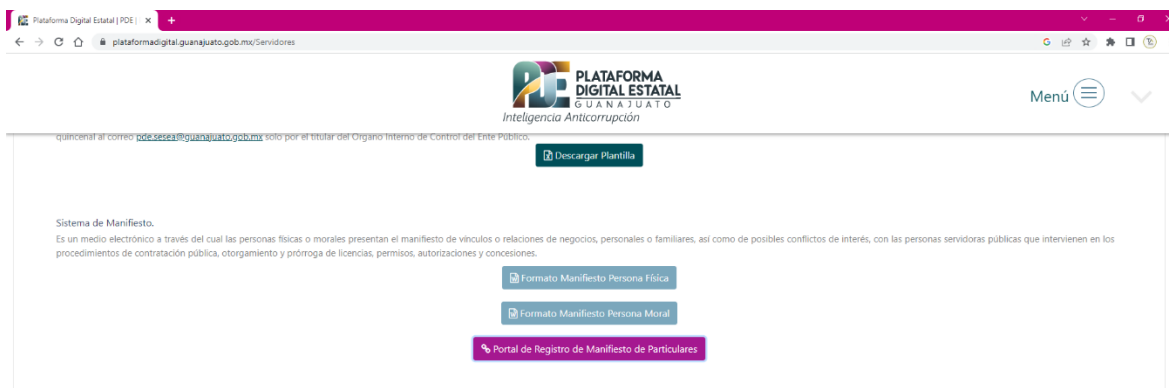 Plataforma Digital Estatal | PDE |
plataformadigital.guanajuato.gob.mx/Servidores
PDE PLATAFORMA
DIGITAL ESTATAL
GUANAJUATO
Inteligencia Anticorrupción
Menú
quincenal al correo pde.sesea@guanajuato.gob.mx solo por el titular del Organo Interno de Control del Ente Público.
Descargar Plantilla
Sistema de Manifiesto.
Es un medio electrónico a través del cual las personas físicas o morales presentan el manifiesto de vínculos o relaciones de negocios, personales o familiares, así como de posibles conflictos de interés, con las personas servidoras públicas que intervienen en los
procedimientos de contratación pública, otorgamiento y prórroga de licencias, permisos, autorizaciones y concesiones.
Formato Manifiesto Persona Física
Formato Manifiesto Persona Moral
Portal de Registro de Manifiesto de Particulares